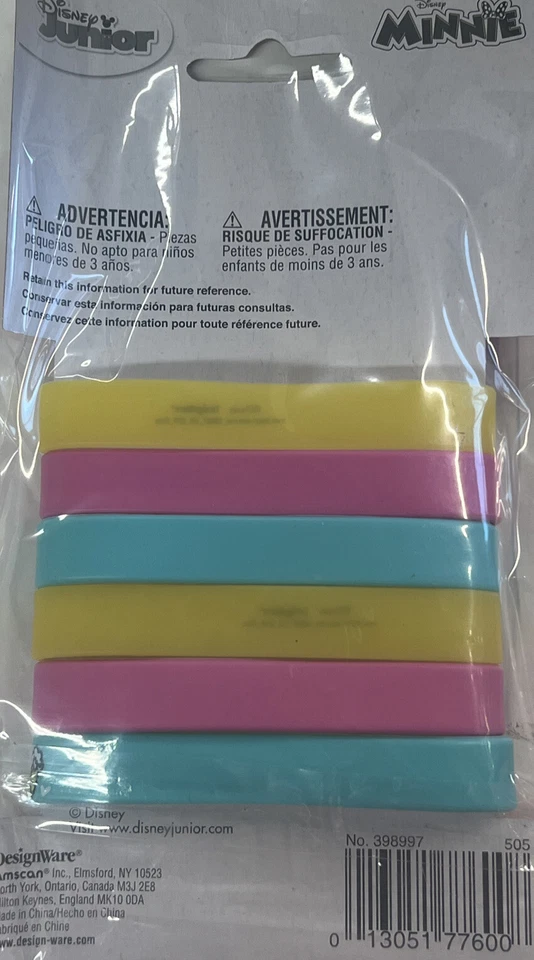 Disney
Junior
Disney
MINNIE
⚠ ADVERTENCIA:
PELIGRO DE ASFIXIA - Piezas
pequeñas. No apto para niños
menores de 3 años.
⚠ AVERTISSEMENT:
RISQUE DE SUFFOCATION -
Petites pièces. Pas pour les
enfants de moins de 3 ans.
Retain this information for future reference.
Conservar esta información para futuras consultas.
Conservez cette information pour toute référence future.
© Disney
Visit www.disneyjunior.com
DesignWare®
Amscan® Inc., Elmsford, NY 10523
North York, Ontario, Canada M3J 2E8
Milton Keynes, England MK10 0DA
Made in China/Hecho en China
Fabriqué en Chine
www.design-ware.com
No. 398997 505
0 13051 77600